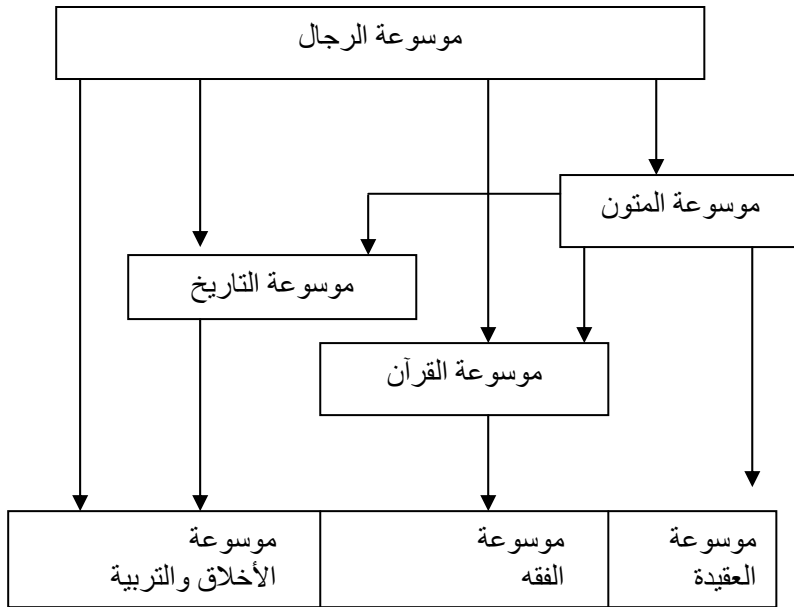 موسوعة الرجال
موسوعة المتون
موسوعة التاريخ
موسوعة القرآن
موسوعة
العقيدة
موسوعة
الفقه
موسوعة
الأخلاق والتربية